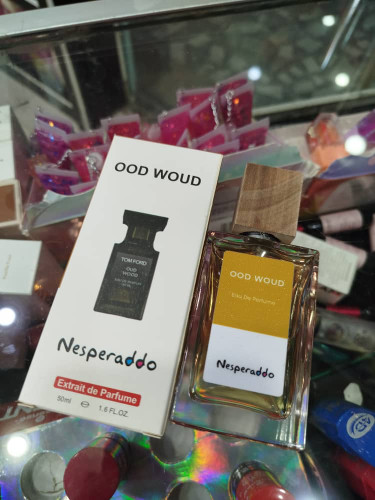 OOD WOUD
TOM FORD
OUD WOOD
Nesperaddo
Extrait de Parfume
50ml ℮ 1.6 FL.OZ.
OOD WOUD
Eau De Perfume
Nesperaddo